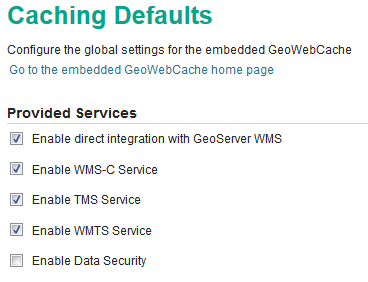 Caching Defaults
Configure the global settings for the embedded GeoWebCache
Go to the embedded GeoWebCache home page
Provided Services
Enable direct integration with GeoServer WMS
Enable WMS-C Service
Enable TMS Service
Enable WMTS Service
Enable Data Security